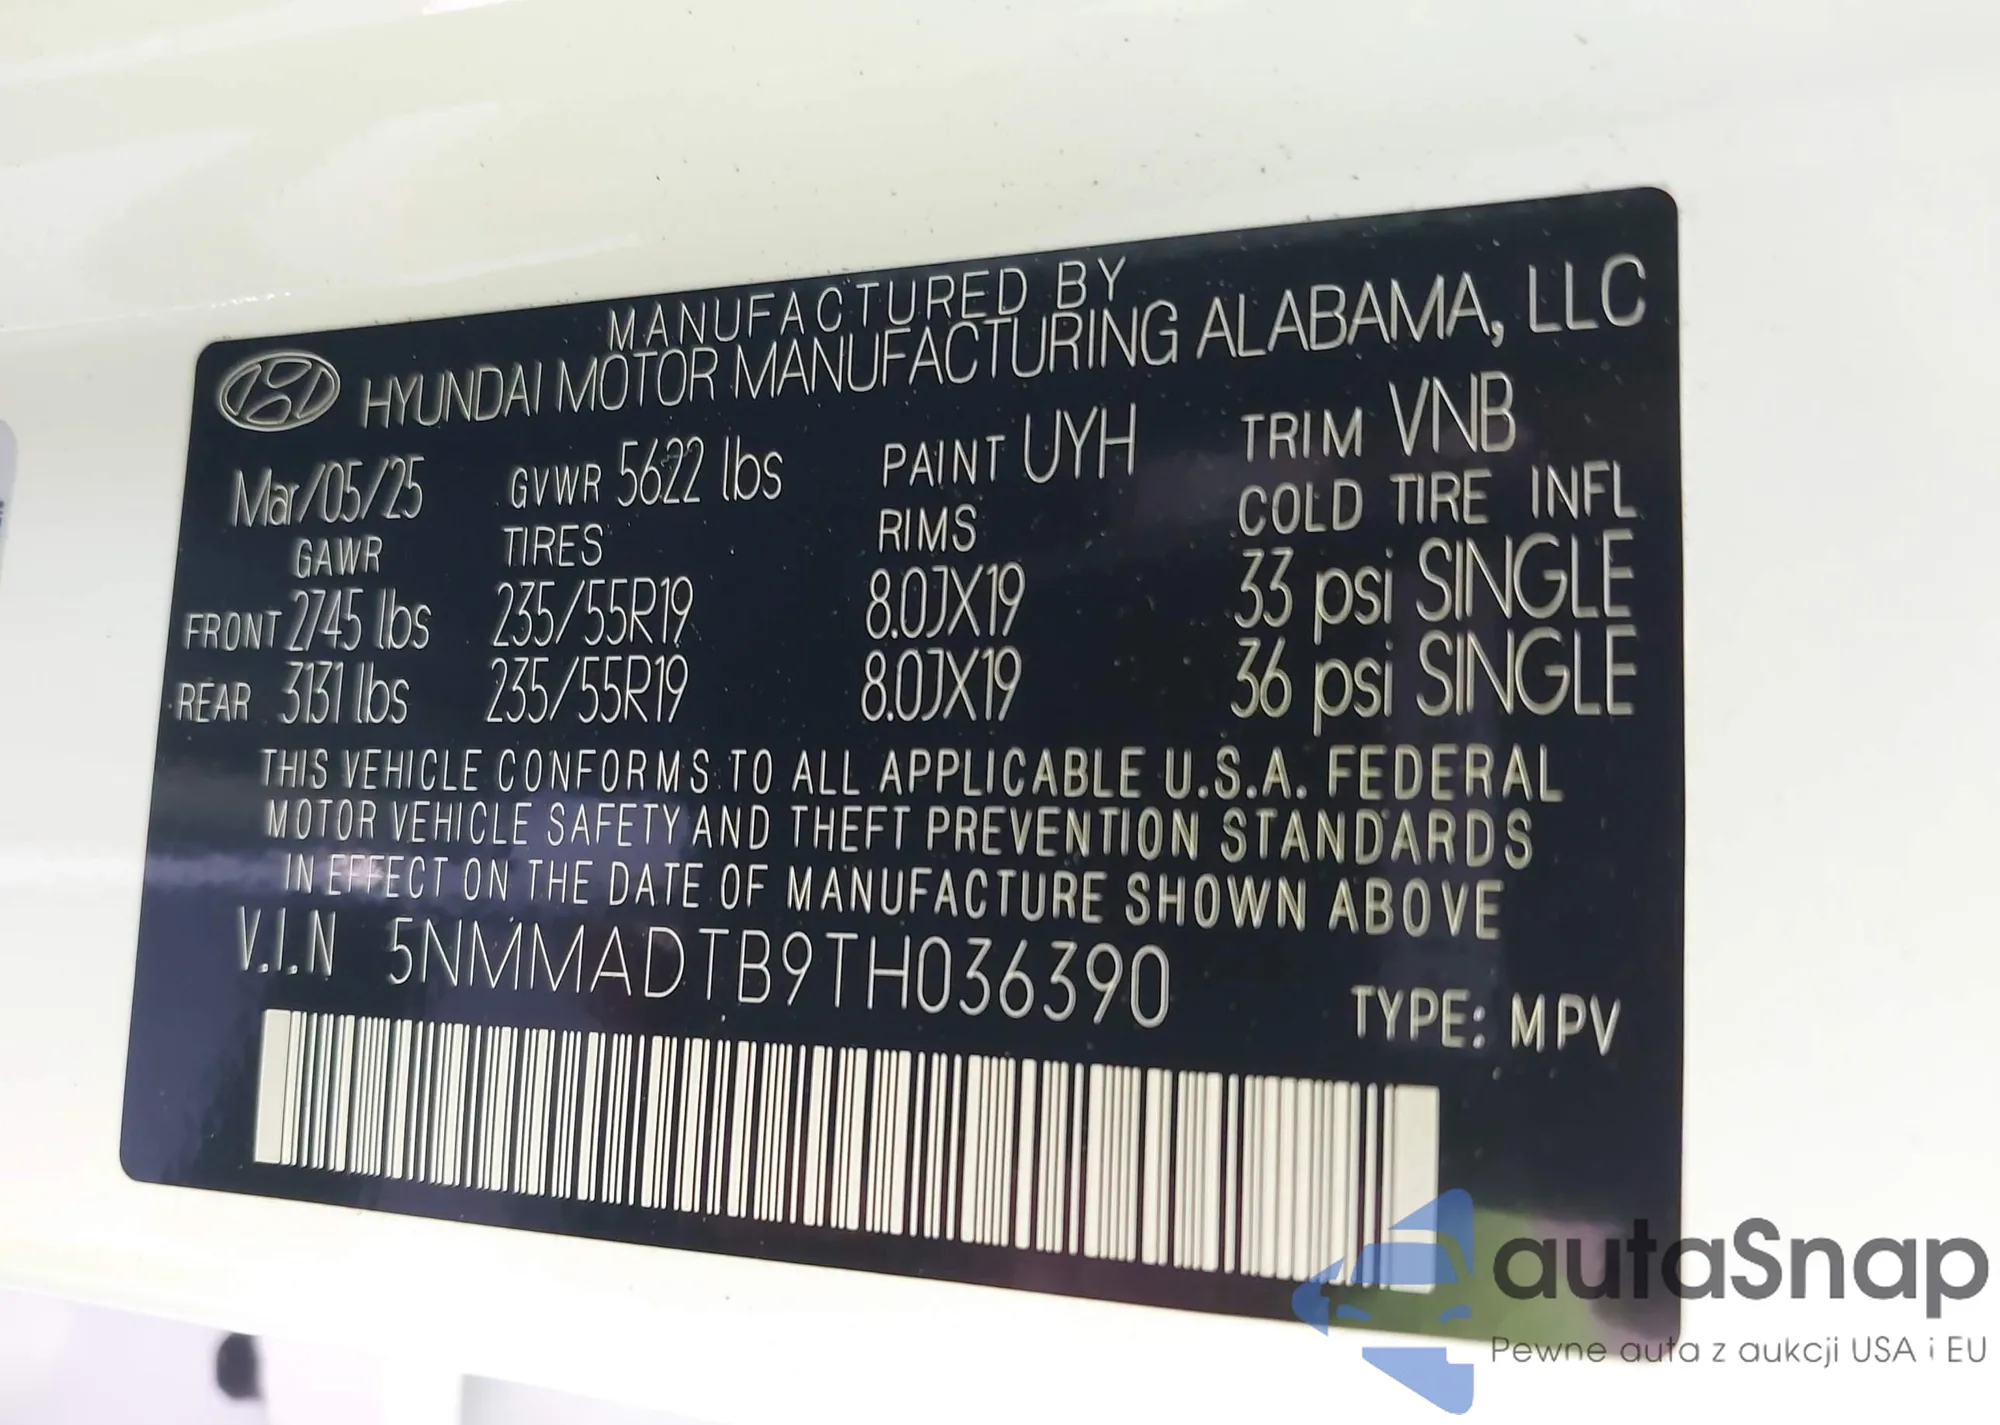 MANUFACTURED BY
HYUNDAI MOTOR MANUFACTURING ALABAMA, LLC
Mar/05/25 GVWR 5622 lbs PAINT UYH TRIM VNB
GAWR TIRES RIMS COLD TIRE INFL
FRONT 2745 lbs 235/55R19 8.0JX19 33 psi SINGLE
REAR 3131 lbs 235/55R19 8.0JX19 36 psi SINGLE
THIS VEHICLE CONFORMS TO ALL APPLICABLE U.S.A. FEDERAL
MOTOR VEHICLE SAFETY AND THEFT PREVENTION STANDARDS
IN EFFECT ON THE DATE OF MANUFACTURE SHOWN ABOVE
V.I.N 5NMMADTB9TH036390
TYPE: MPV
autaSnap
Pewne auta z aukcji USA i EU